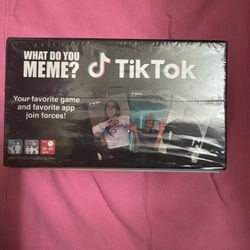 WHAT DO YOU
MEME?
TikTok
Your favorite game
and favorite app
join forces!